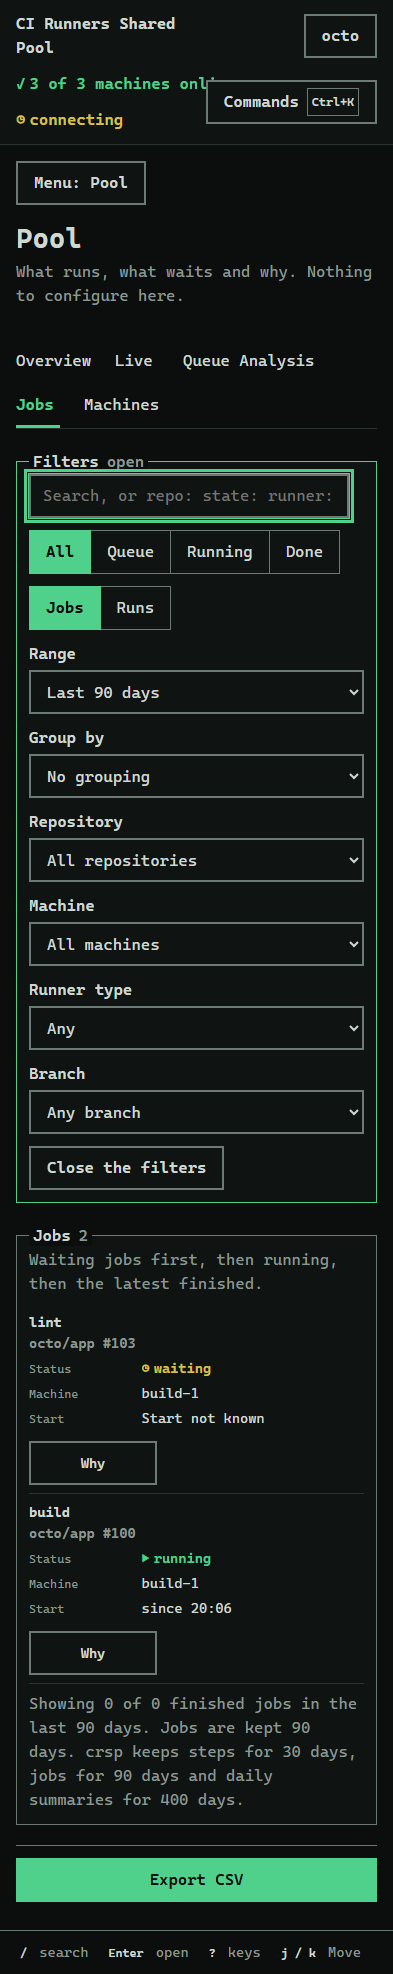 CI Runners Shared
Pool
octo
✓ 3 of 3 machines onli
Commands Ctrl+K
connecting
Menu: Pool
Pool
What runs, what waits and why. Nothing
to configure here.
Overview Live Queue Analysis
Jobs Machines
Filters open
Search, or repo: state: runner:
All Queue Running Done
Jobs Runs
Range
Last 90 days
Group by
No grouping
Repository
All repositories
Machine
All machines
Runner type
Any
Branch
Any branch
Close the filters
Jobs 2
Waiting jobs first, then running,
then the latest finished.
lint
octo/app #103
Status waiting
Machine build-1
Start Start not known
Why
build
octo/app #100
Status running
Machine build-1
Start since 20:06
Why
Showing 0 of 0 finished jobs in the
last 90 days. Jobs are kept 90
days. crsp keeps steps for 30 days,
jobs for 90 days and daily
summaries for 400 days.
Export CSV
/ search Enter open ? keys j / k Move